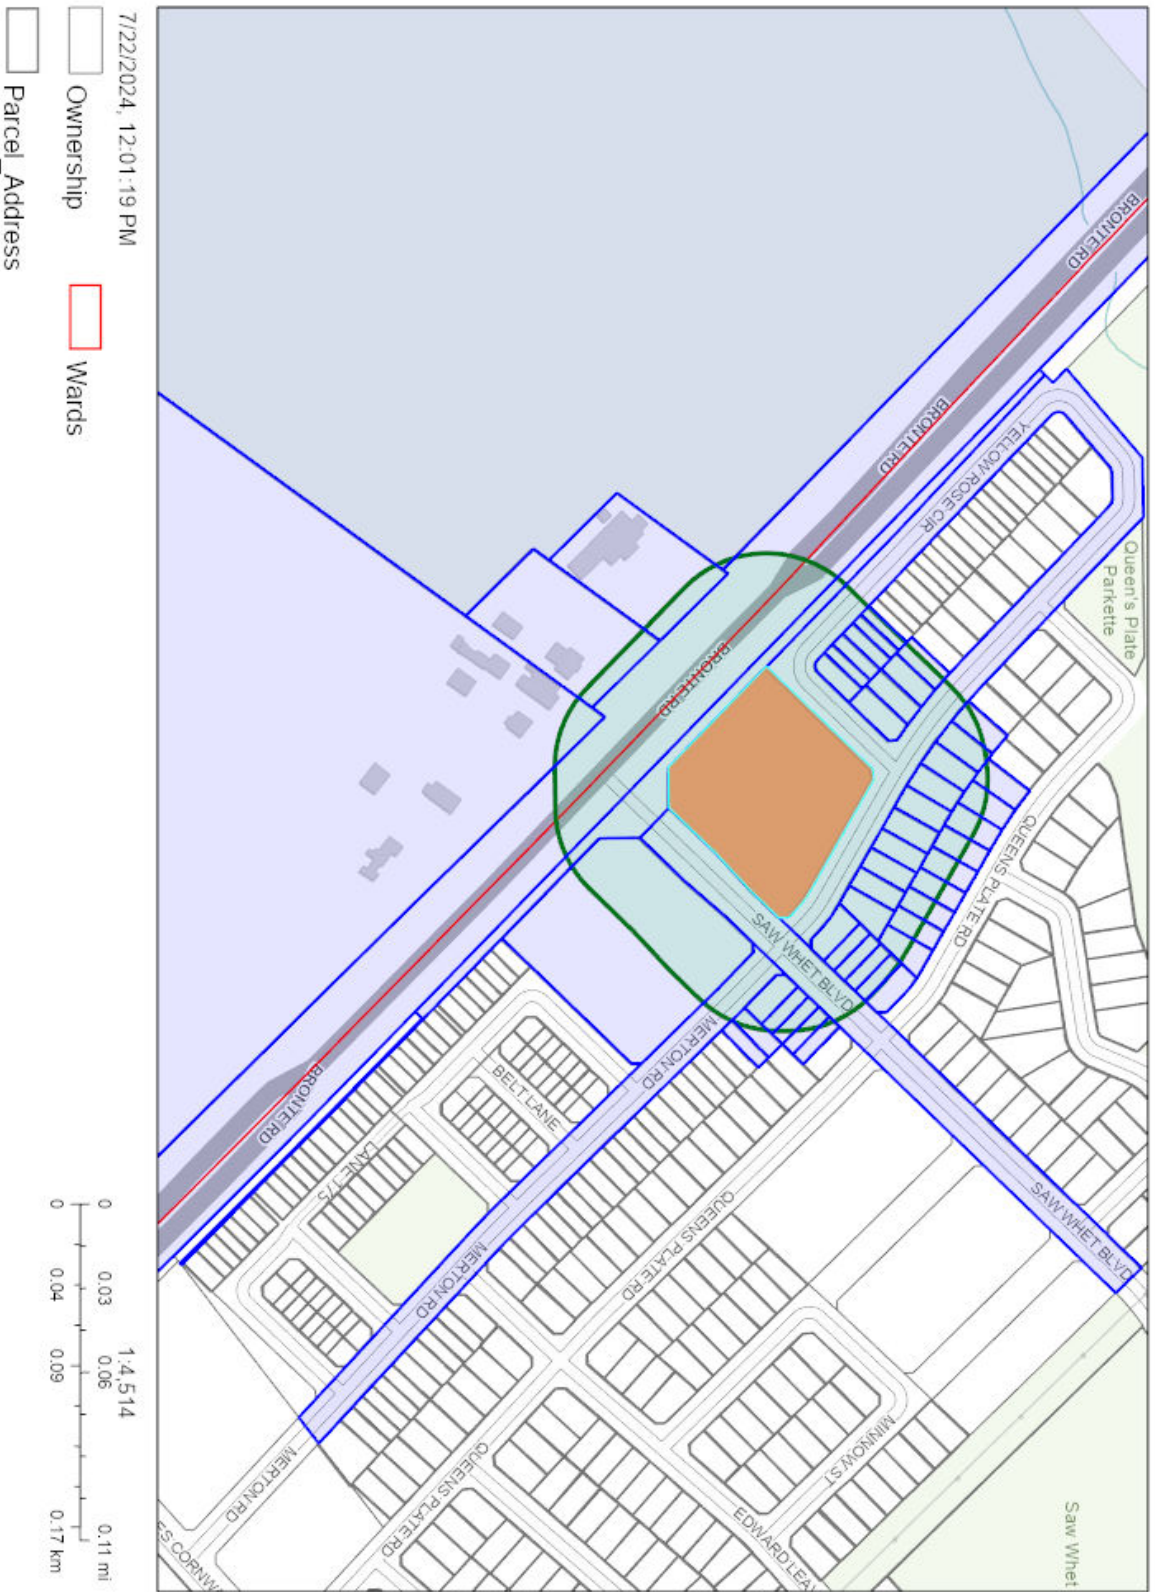 BRONTE RD
BRONTE RD
YELLOW ROSE CIR
Queen's Plate
Parkette
BRONTE RD
QUEENS PLATE RD
SAW WHET BLVD
MERTON RD
BELT LANE
BRONTE RD
LANE 175
SAW WHET BLVD
QUEENS PLATE RD
MERTON RD
MINNOW ST
QUEENS PLATE RD
MERTON RD
EDWARD LEA
Saw Whet
ES CORNWA
7/22/2024, 12:01:19 PM
Ownership
Wards
Parcel_Address
1:4,514
0 0.03 0.06 0.11 mi
0 0.04 0.09 0.17 km